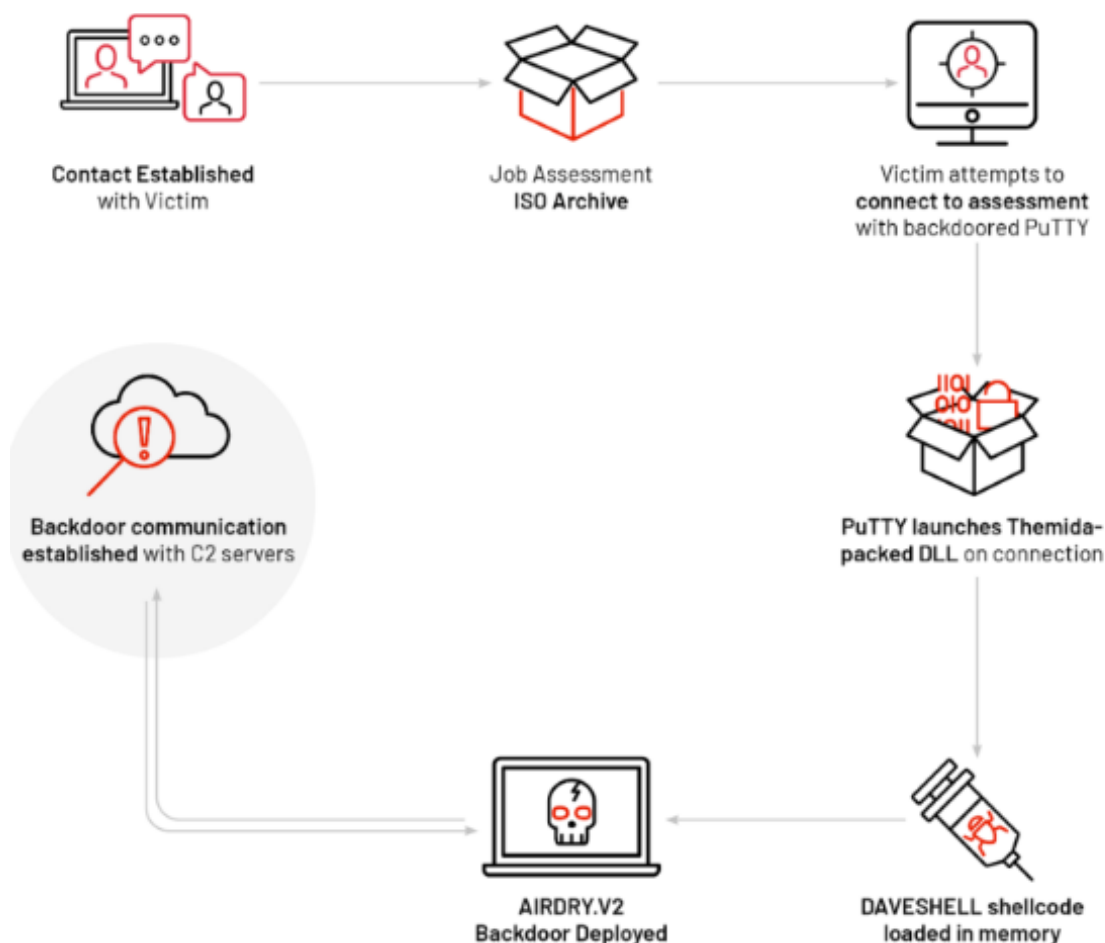 Contact Established
with Victim
Job Assessment
ISO Archive
Victim attempts to
connect to assessment
with backdoored PuTTY
1101
010
PuTTY launches Themida-
packed DLL on connection
Backdoor communication
established with C2 servers
AIRDRY.V2
Backdoor Deployed
DAVESHELL shellcode
loaded in memory